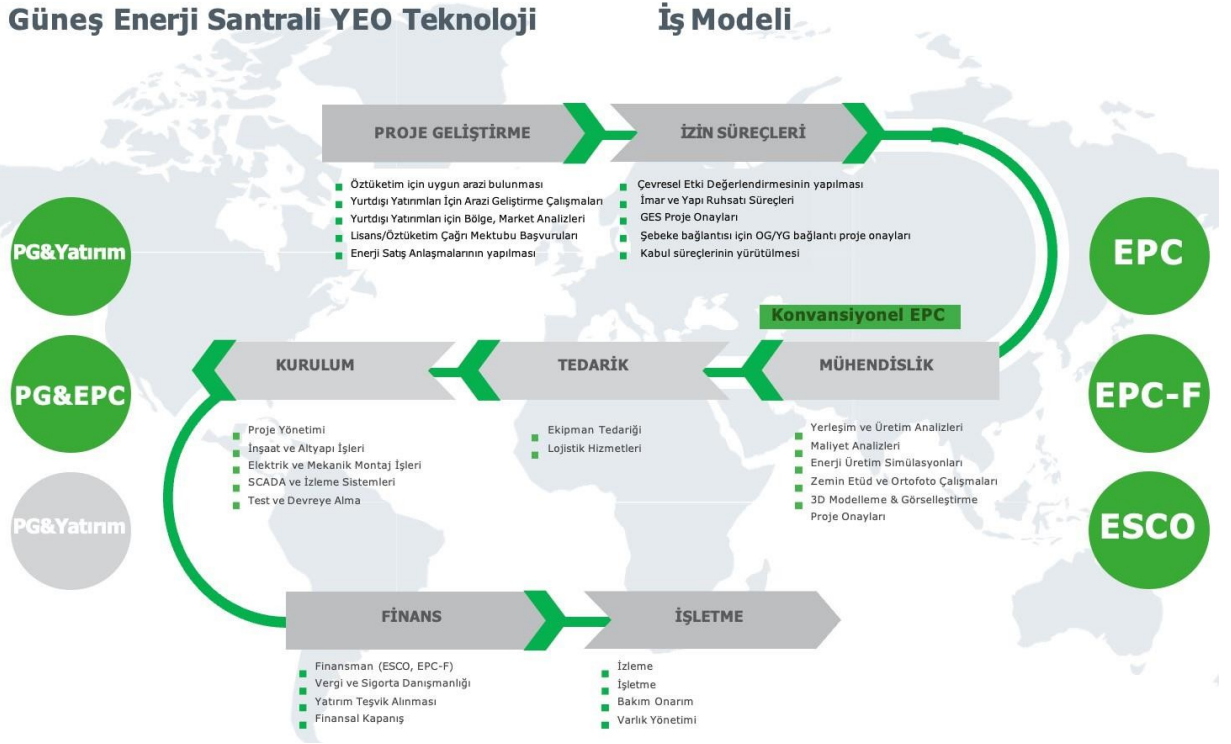 Güneş Enerji Santrali YEO Teknoloji İş Modeli
PROJE GELİŞTİRME
Öztüketim için uygun arazi bulunması
Yurtdışı Yatırımları İçin Arazi Geliştirme Çalışmaları
Yurtdışı Yatırımları için Bölge, Market Analizleri
Lisans/Öztüketim Çağrı Mektubu Başvuruları
Enerji Satış Anlaşmalarının yapılması
İZİN SÜREÇLERİ
Çevresel Etki Değerlendirmesinin yapılması
İmar ve Yapı Ruhsatı Süreçleri
GES Proje Onayları
Şebeke bağlantısı için OG/YG bağlantı proje onayları
Kabul süreçlerinin yürütülmesi
PG&Yatırım
PG&EPC
PG&Yatırım
EPC
EPC-F
ESCO
Konvansiyonel EPC
KURULUM
Proje Yönetimi
İnşaat ve Altyapı İşleri
Elektrik ve Mekanik Montaj İşleri
SCADA ve İzleme Sistemleri
Test ve Devreye Alma
TEDARİK
Ekipman Tedariği
Lojistik Hizmetleri
MÜHENDİSLİK
Yerleşim ve Üretim Analizleri
Maliyet Analizleri
Enerji Üretim Simülasyonları
Zemin Etüd ve Ortofoto Çalışmaları
3D Modelleme & Görselleştirme
Proje Onayları
FİNANS
Finansman (ESCO, EPC-F)
Vergi ve Sigorta Danışmanlığı
Yatırım Teşvik Alınması
Finansal Kapanış
İŞLETME
İzleme
İşletme
Bakım Onarım
Varlık Yönetimi